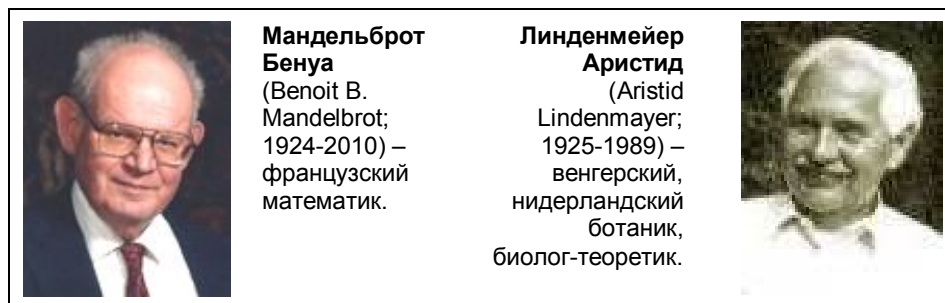 Мандельброт
Бенуа
(Benoit B.
Mandelbrot;
1924-2010) –
французский
математик.
Линденмейер
Аристид
(Aristid
Lindenmayer;
1925-1989) –
венгерский,
нидерландский
ботаник,
биолог-теоретик.